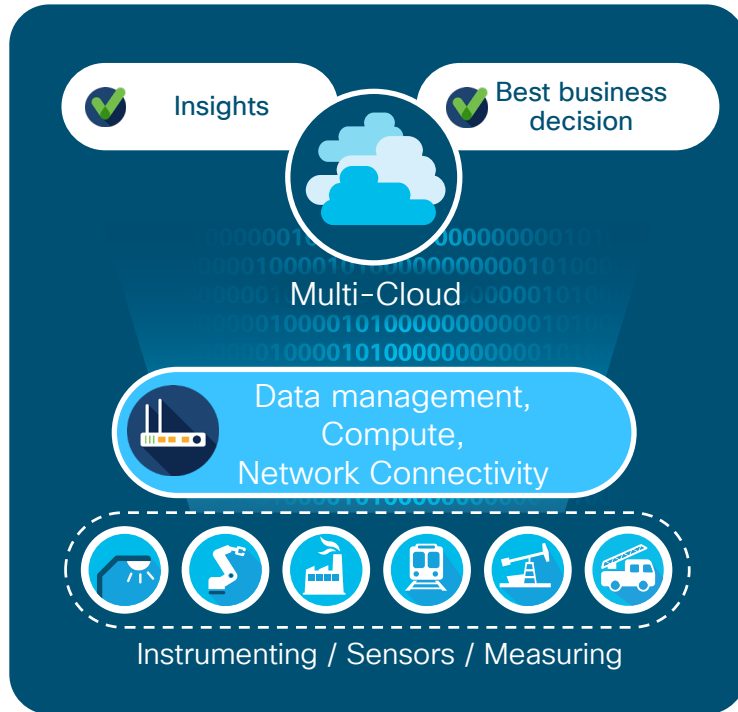 Insights
Best business
decision
Multi-Cloud
Data management,
Compute,
Network Connectivity
Instrumenting / Sensors / Measuring